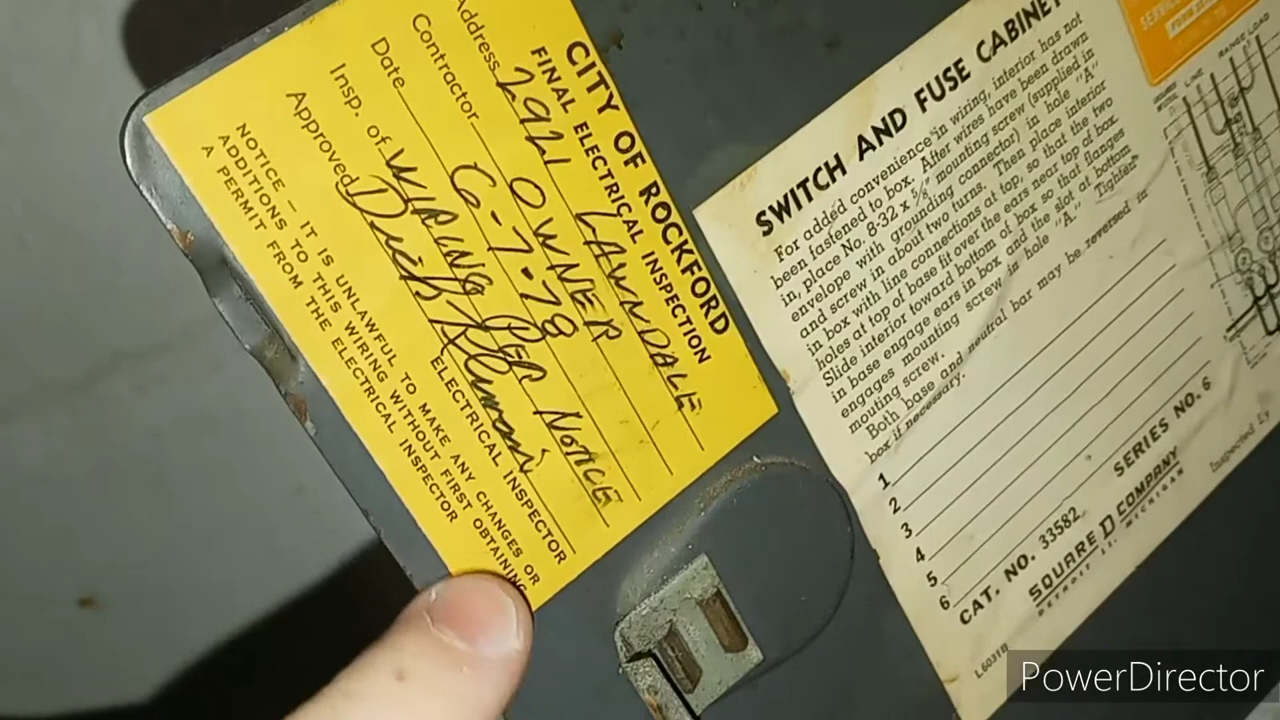 CITY OF ROCKFORD
FINAL ELECTRICAL INSPECTION
Address 2921 LAWNDALE
Contractor OWNER
Date 6-7-78
Insp. of WIRING PER NOTICE
Approved
ELECTRICAL INSPECTOR
NOTICE – IT IS UNLAWFUL TO MAKE ANY CHANGES OR
ADDITIONS TO THIS WIRING WITHOUT FIRST OBTAINING
A PERMIT FROM THE ELECTRICAL INSPECTOR
SWITCH AND FUSE CABINET
For added convenience in wiring, interior has not
been fastened to box. After wires have been drawn
in, place No. 8-32 x 5/8" mounting screw (supplied in
envelope with grounding connector) in hole "A"
and screw in about two turns. Then place interior
in box with line connections at top, so that the two
holes at top of base fit over the ears near top of box.
Slide interior toward bottom of box so that flanges
in base engage ears in box and the slot at bottom
engages mounting screw in hole "A." Tighten
mouting screw.
Both base and neutral bar may be reversed in
box if necessary.
1
2
3
4
5
6
CAT. NO. 33582 SERIES NO. 6
SQUARE D COMPANY
DETROIT MICHIGAN
L6031B
Inspected By
RANGE LOAD
LINE
PowerDirector